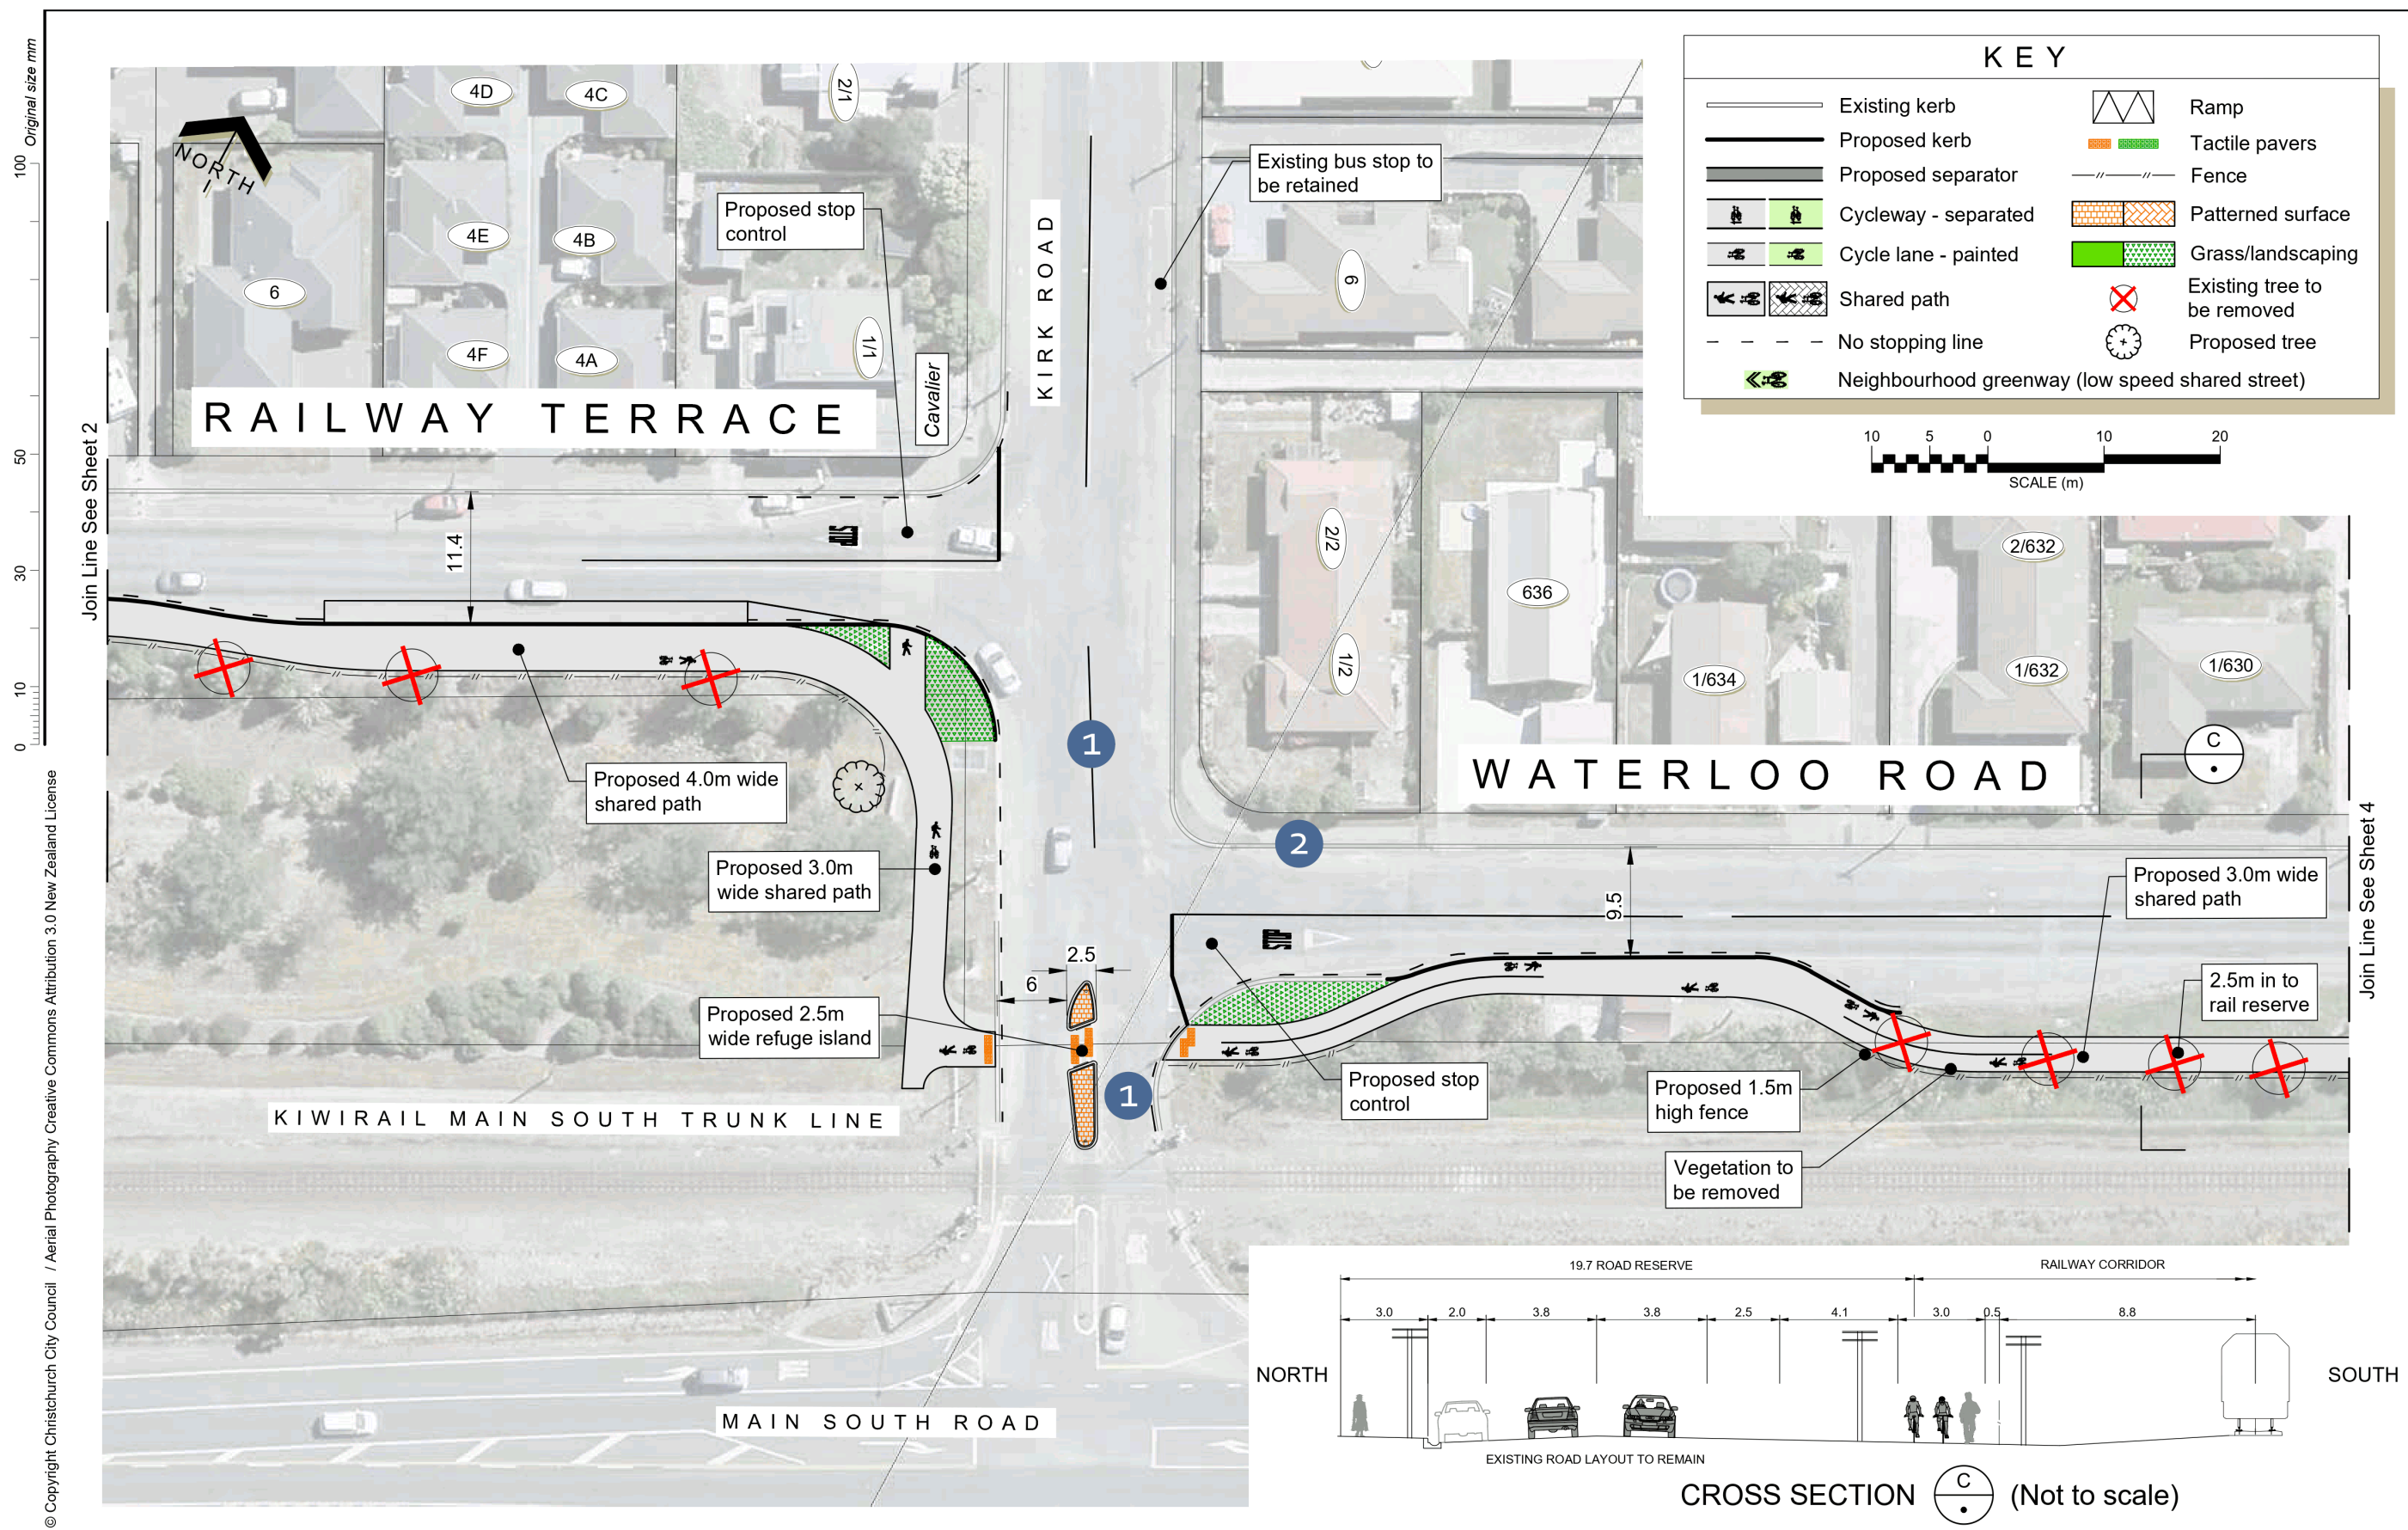 Original size mm
100
50
30
10
0
© Copyright Christchurch City Council / Aerial Photography Creative Commons Attribution 3.0 New Zealand License
NORTH
4D
4C
2/1
4E
4B
6
4F
4A
1/1
RAILWAY TERRACE
Cavalier
KIRK ROAD
Proposed stop
control
Existing bus stop to
be retained
6
KEY
Existing kerb
Proposed kerb
Proposed separator
Cycleway - separated
Cycle lane - painted
Shared path
No stopping line
Neighbourhood greenway (low speed shared street)
Ramp
Tactile pavers
Fence
Patterned surface
Grass/landscaping
Existing tree to
be removed
Proposed tree
10 5 0 10 20
SCALE (m)
Join Line See Sheet 2
11.4
STOP
2/2
1/2
636
1/634
2/632
1/632
1/630
C
WATERLOO ROAD
Proposed 4.0m wide
shared path
1
2
Proposed 3.0m
wide shared path
9.5
STOP
Proposed 3.0m wide
shared path
Join Line See Sheet 4
2.5
6
2.5m in to
rail reserve
Proposed 2.5m
wide refuge island
1
Proposed stop
control
Proposed 1.5m
high fence
Vegetation to
be removed
KIWIRAIL MAIN SOUTH TRUNK LINE
MAIN SOUTH ROAD
19.7 ROAD RESERVE
RAILWAY CORRIDOR
3.0 2.0 3.8 3.8 2.5 4.1 3.0 0.5 8.8
NORTH
SOUTH
EXISTING ROAD LAYOUT TO REMAIN
CROSS SECTION C (Not to scale)